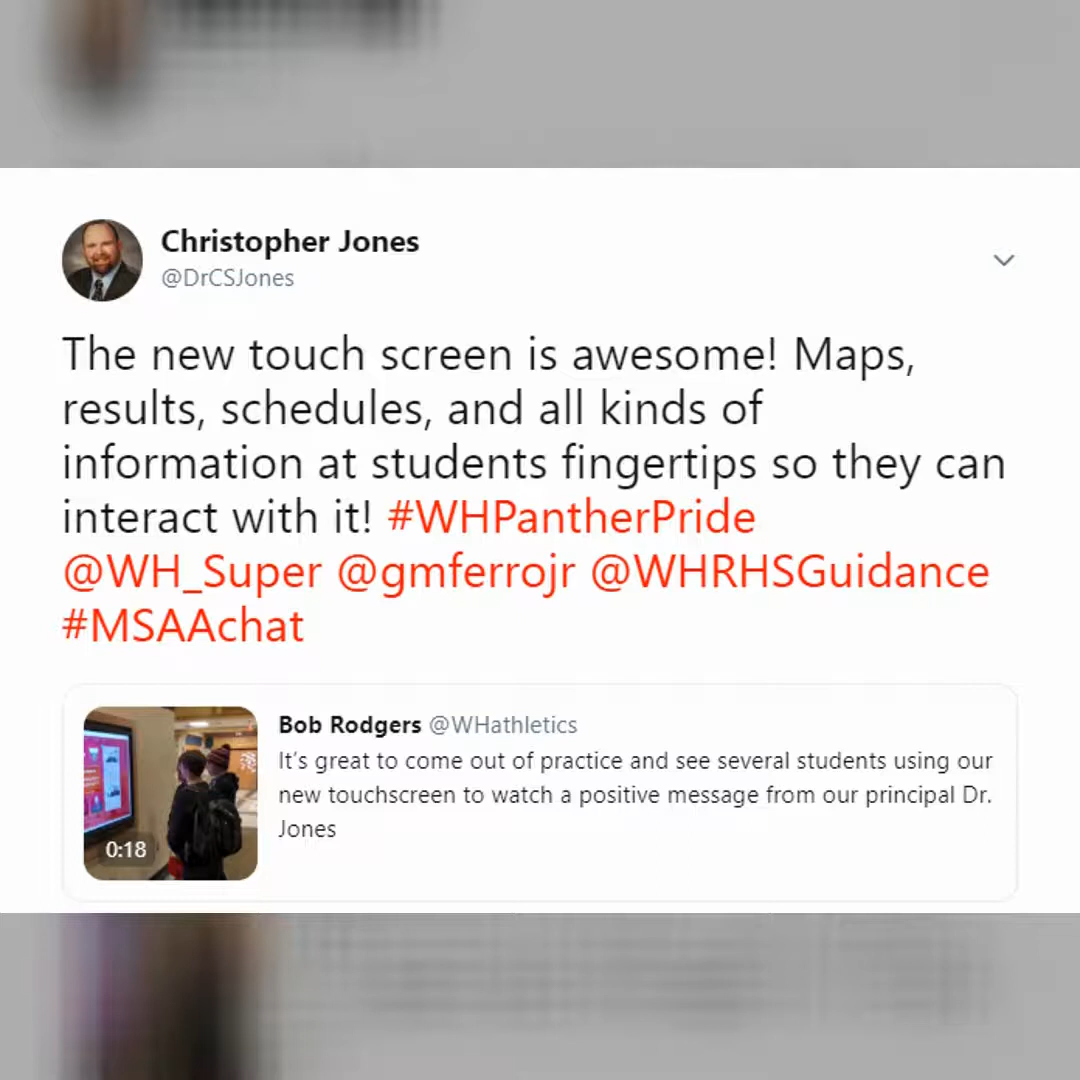 Christopher Jones
@DrCSJones
The new touch screen is awesome! Maps,
results, schedules, and all kinds of
information at students fingertips so they can
interact with it! #WHPantherPride
@WH_Super @gmferrojr @WHRHSGuidance
#MSAAchat
Bob Rodgers @WHathletics
It’s great to come out of practice and see several students using our
new touchscreen to watch a positive message from our principal Dr.
Jones
0:18